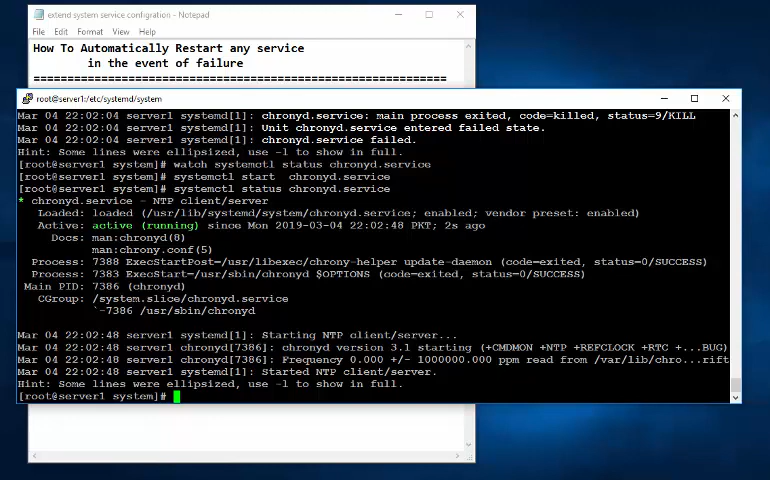 extend system service configration - Notepad
File Edit Format View Help
How To Automatically Restart any service
in the event of failure
=============================================================
root@server1:/etc/systemd/system
Mar 04 22:02:04 server1 systemd[1]: chronyd.service: main process exited, code=killed, status=9/KILL
Mar 04 22:02:04 server1 systemd[1]: Unit chronyd.service entered failed state.
Mar 04 22:02:04 server1 systemd[1]: chronyd.service failed.
Hint: Some lines were ellipsized, use -l to show in full.
[root@server1 system]# watch systemctl status chronyd.service
[root@server1 system]# systemctl start  chronyd.service
[root@server1 system]# systemctl status chronyd.service
* chronyd.service - NTP client/server
Loaded: loaded (/usr/lib/systemd/system/chronyd.service; enabled; vendor preset: enabled)
Active: active (running) since Mon 2019-03-04 22:02:48 PKT; 2s ago
Docs: man:chronyd(8)
man:chrony.conf(5)
Process: 7388 ExecStartPost=/usr/libexec/chrony-helper update-daemon (code=exited, status=0/SUCCESS)
Process: 7383 ExecStart=/usr/sbin/chronyd $OPTIONS (code=exited, status=0/SUCCESS)
Main PID: 7386 (chronyd)
CGroup: /system.slice/chronyd.service
`-7386 /usr/sbin/chronyd
Mar 04 22:02:48 server1 systemd[1]: Starting NTP client/server...
Mar 04 22:02:48 server1 chronyd[7386]: chronyd version 3.1 starting (+CMDMON +NTP +REFCLOCK +RTC +...BUG)
Mar 04 22:02:48 server1 chronyd[7386]: Frequency 0.000 +/- 1000000.000 ppm read from /var/lib/chro...rift
Mar 04 22:02:48 server1 systemd[1]: Started NTP client/server.
Hint: Some lines were ellipsized, use -l to show in full.
[root@server1 system]#